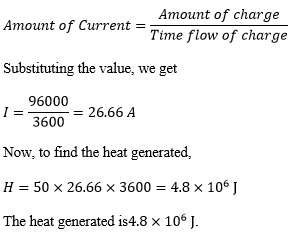 Amount of Current = Amount of charge / Time flow of charge
Substituting the value, we get
I = 96000 / 3600 = 26.66 A
Now, to find the heat generated,
H = 50 × 26.66 × 3600 = 4.8 × 10⁶ J
The heat generated is4.8 × 10⁶ J.